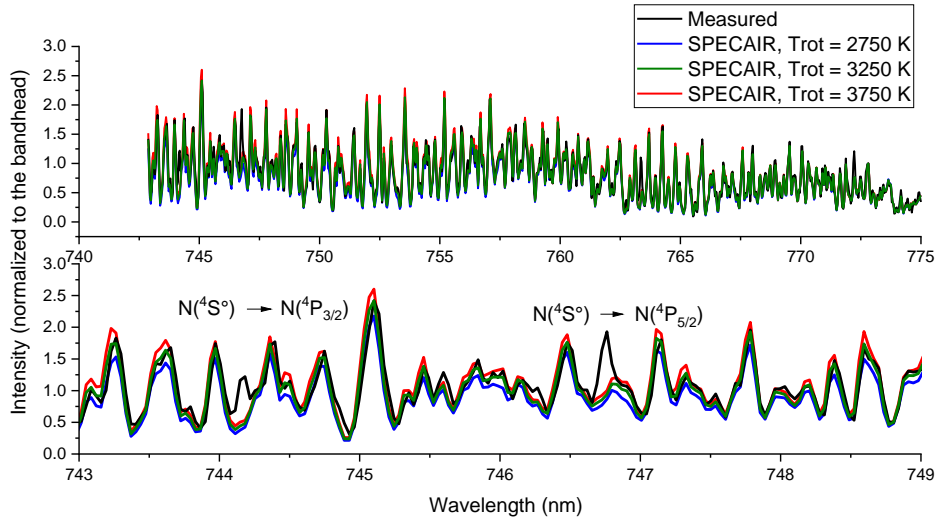 Measured
SPECAIR, Trot = 2750 K
SPECAIR, Trot = 3250 K
SPECAIR, Trot = 3750 K
Intensity (normalized to the bandhead)
3.0
2.5
2.0
1.5
1.0
0.5
0.0
740 745 750 755 760 765 770 775
N(⁴S°) → N(⁴P₃/₂)
N(⁴S°) → N(⁴P₅/₂)
3.0
2.5
2.0
1.5
1.0
0.5
0.0
743 744 745 746 747 748 749
Wavelength (nm)